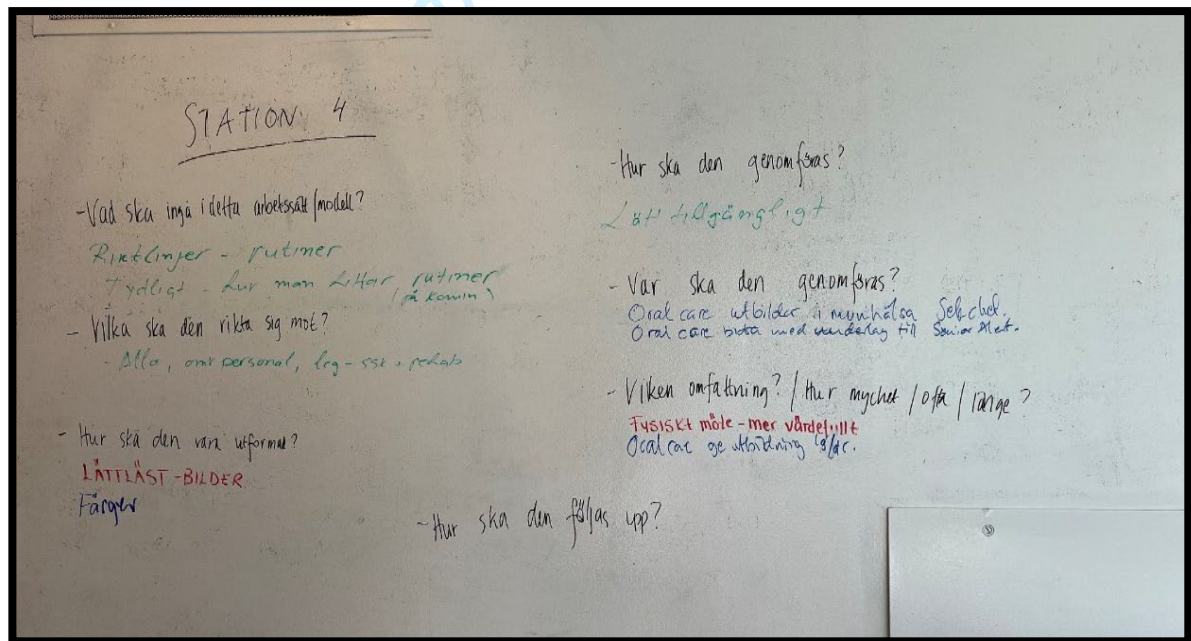 STATION 4
- Vad ska ingå i detta arbetssätt/modell?
Riktlinjer - rutiner
Tydligt - hur man hittar rutiner
(på komin)
- Vilka ska den rikta sig mot?
- Alla, omv personal, leg - ssk + rehab
- Hur ska den vara utformad?
LÄTTLÄST - BILDER
Färger
- Hur ska den genomföras?
Lätt tillgängligt
- Var ska den genomföras?
Oral care utbildar i munhälsa
Oral care bidra med underlag till Senior Alert.
- Vilken omfattning? / Hur mycket / ofta / länge?
FYSISKT möte - mer värdefullt
Oral care ge utbildning
- Hur ska den följas upp?